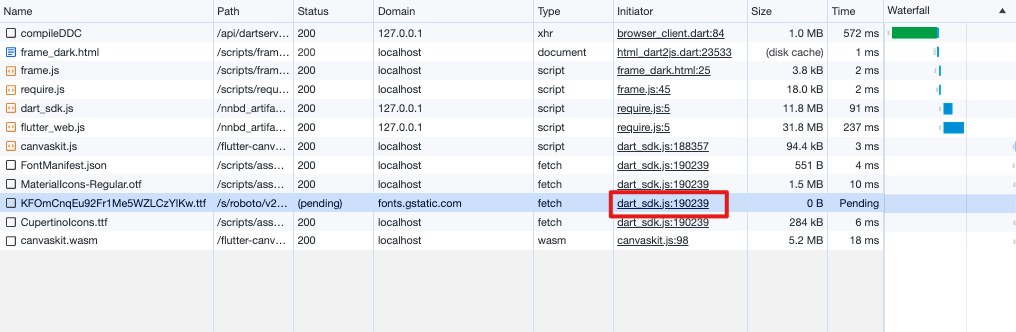 Name Path Status Domain Type Initiator Size Time Waterfall
compileDDC /api/dartserv... 200 127.0.0.1 xhr browser_client.dart:84 1.0 MB 572 ms
frame_dark.html /scripts/fram... 200 localhost document html_dart2js.dart:23533 (disk cache) 1 ms
frame.js /scripts/fram... 200 localhost script frame_dark.html:25 3.8 kB 2 ms
require.js /scripts/requ... 200 localhost script frame.js:45 18.0 kB 2 ms
dart_sdk.js /nnbd_artifa... 200 127.0.0.1 script require.js:5 11.8 MB 91 ms
flutter_web.js /nnbd_artifa... 200 127.0.0.1 script require.js:5 31.8 MB 237 ms
canvaskit.js /flutter-canv... 200 localhost script dart_sdk.js:188357 94.4 kB 3 ms
FontManifest.json /scripts/ass... 200 localhost fetch dart_sdk.js:190239 551 B 4 ms
MaterialIcons-Regular.otf /scripts/ass... 200 localhost fetch dart_sdk.js:190239 1.5 MB 10 ms
KFOmCnqEu92Fr1Me5WZLCzYlKw.ttf /s/roboto/v2... (pending) fonts.gstatic.com fetch dart_sdk.js:190239 0 B Pending
CupertinoIcons.ttf /scripts/ass... 200 localhost fetch dart_sdk.js:190239 284 kB 6 ms
canvaskit.wasm /flutter-canv... 200 localhost wasm canvaskit.js:98 5.2 MB 18 ms